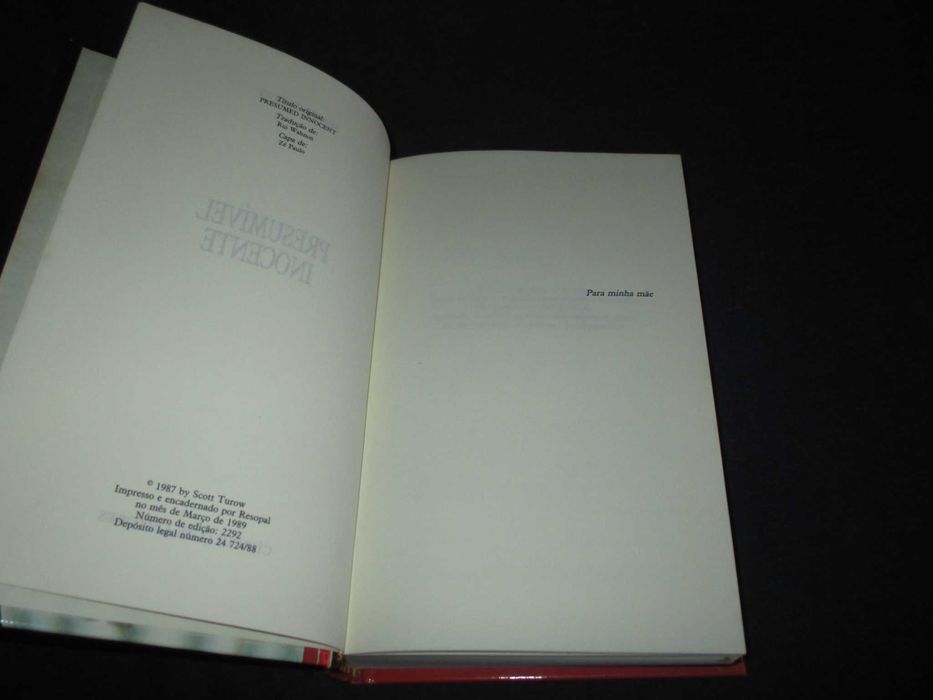 Título original:
PRESUMED INNOCENT
Tradução de:
Rui Wahnon
Capa de:
Zé Paulo
PRESUMÍVEL
INOCENTE
© 1987 by Scott Turow
Impresso e encadernado por Resopal
no mês de Março de 1989
Número de edição: 2292
Depósito legal número 24 724/88
Para minha mãe